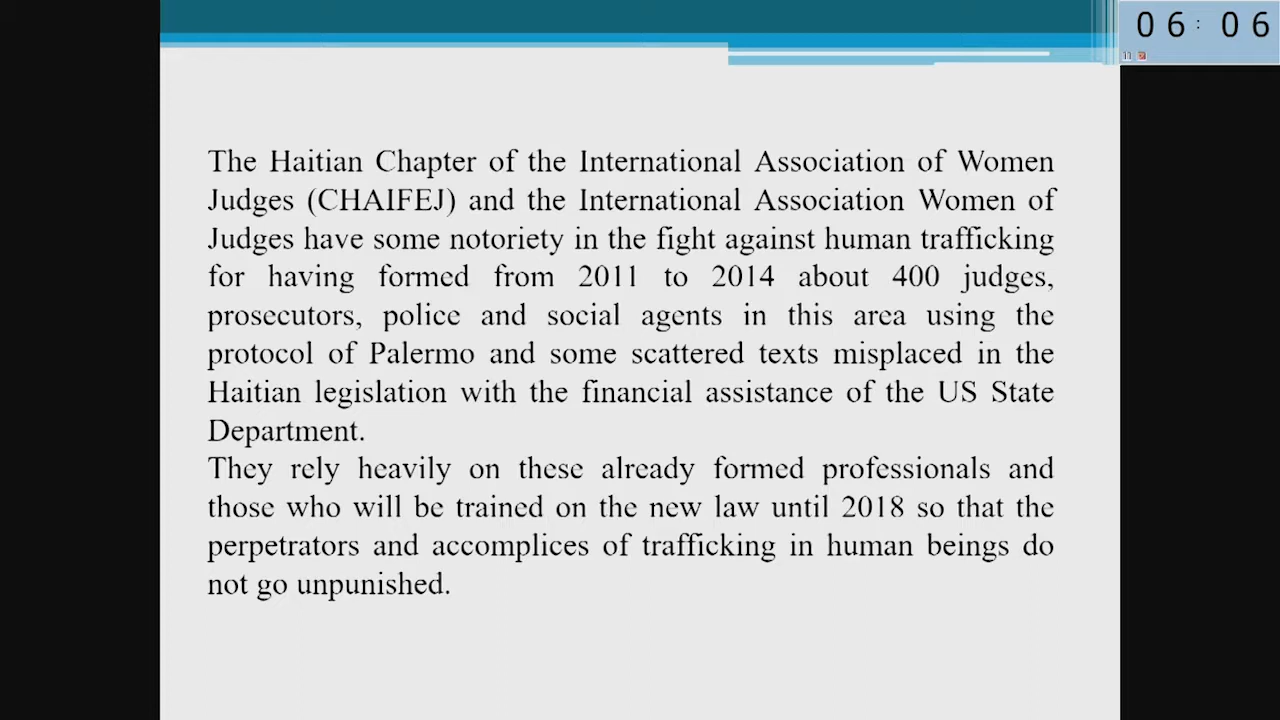 06:06
The Haitian Chapter of the International Association of Women
Judges (CHAIFEJ) and the International Association Women of
Judges have some notoriety in the fight against human trafficking
for having formed from 2011 to 2014 about 400 judges,
prosecutors, police and social agents in this area using the
protocol of Palermo and some scattered texts misplaced in the
Haitian legislation with the financial assistance of the US State
Department.
They rely heavily on these already formed professionals and
those who will be trained on the new law until 2018 so that the
perpetrators and accomplices of trafficking in human beings do
not go unpunished.